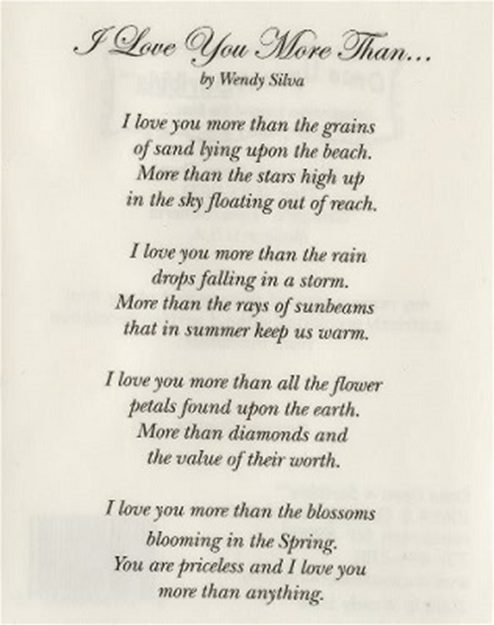 I Love You More Than...
by Wendy Silva
I love you more than the grains
of sand lying upon the beach.
More than the stars high up
in the sky floating out of reach.
I love you more than the rain
drops falling in a storm.
More than the rays of sunbeams
that in summer keep us warm.
I love you more than all the flower
petals found upon the earth.
More than diamonds and
the value of their worth.
I love you more than the blossoms
blooming in the Spring.
You are priceless and I love you
more than anything.